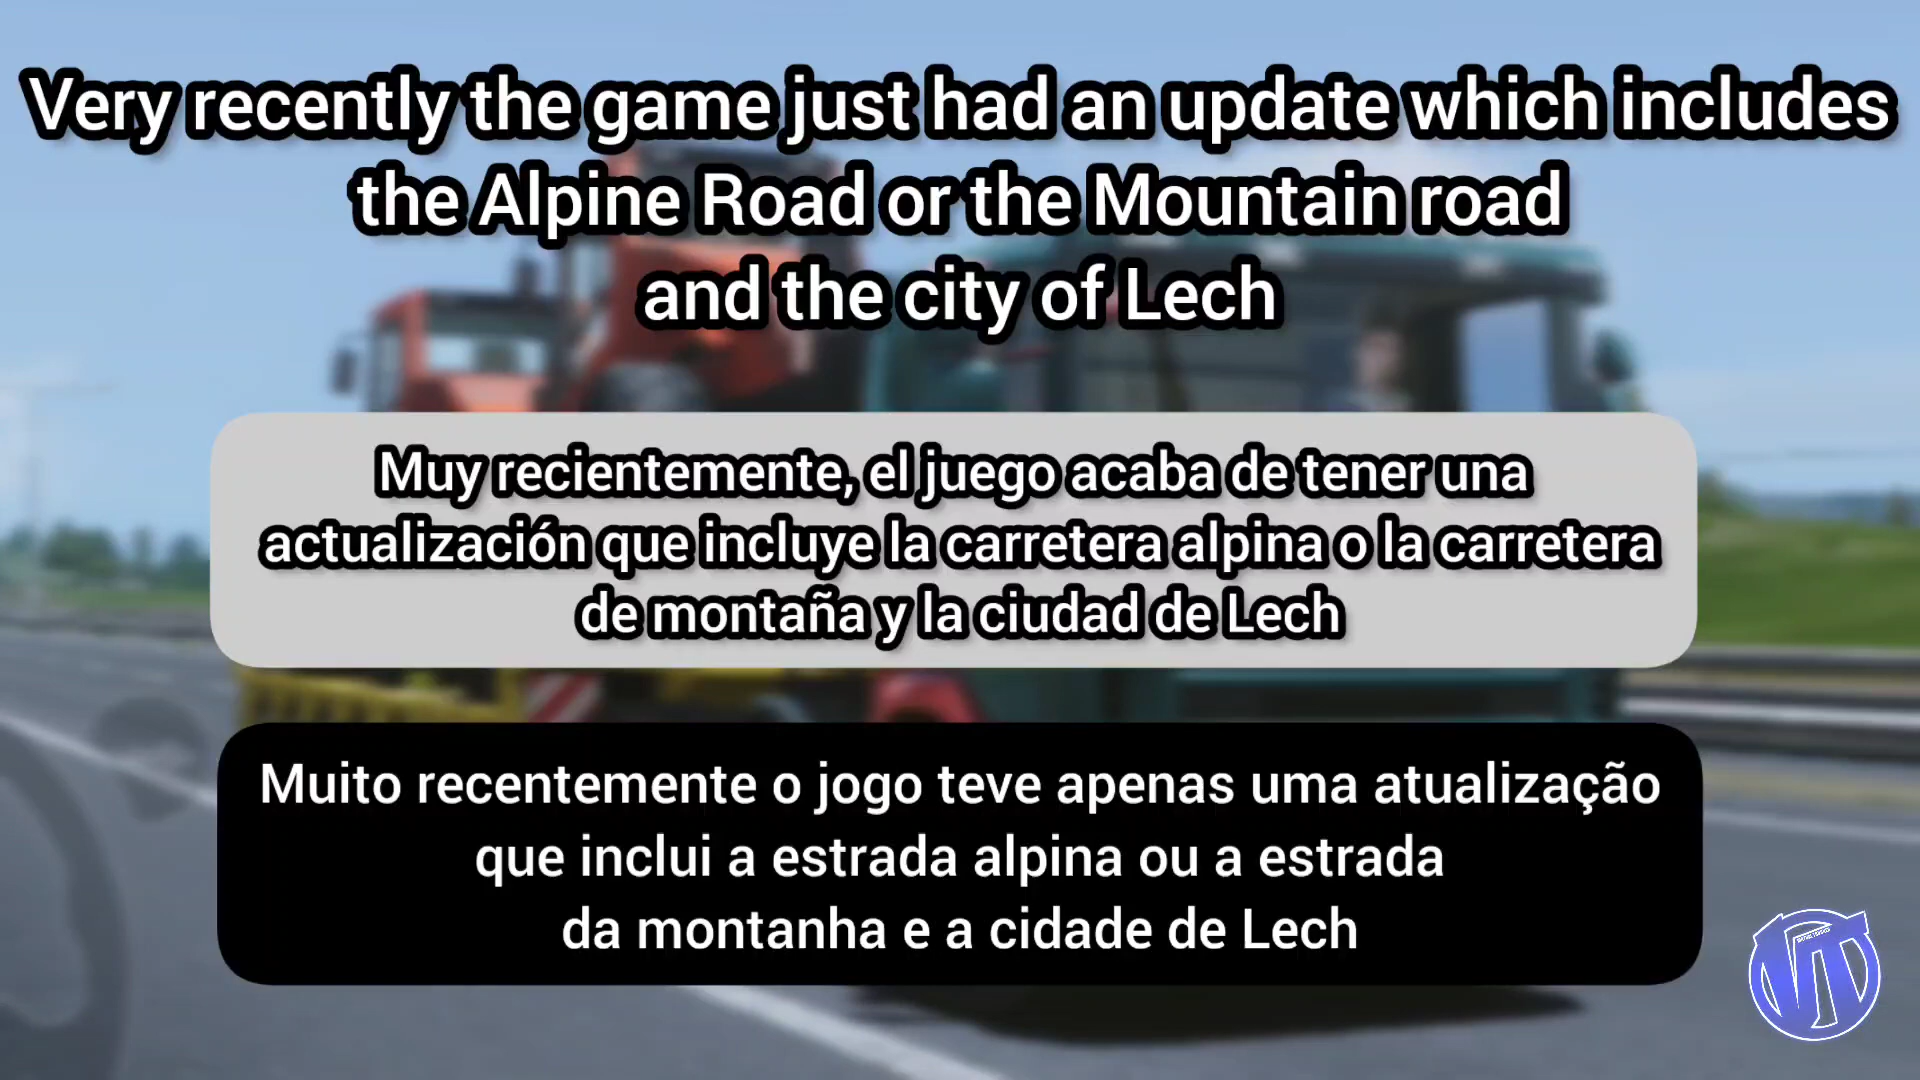 Very recently the game just had an update which includes
the Alpine Road or the Mountain road
and the city of Lech
Muy recientemente, el juego acaba de tener una
actualización que incluye la carretera alpina o la carretera
de montaña y la ciudad de Lech
Muito recentemente o jogo teve apenas uma atualização
que inclui a estrada alpina ou a estrada
da montanha e a cidade de Lech